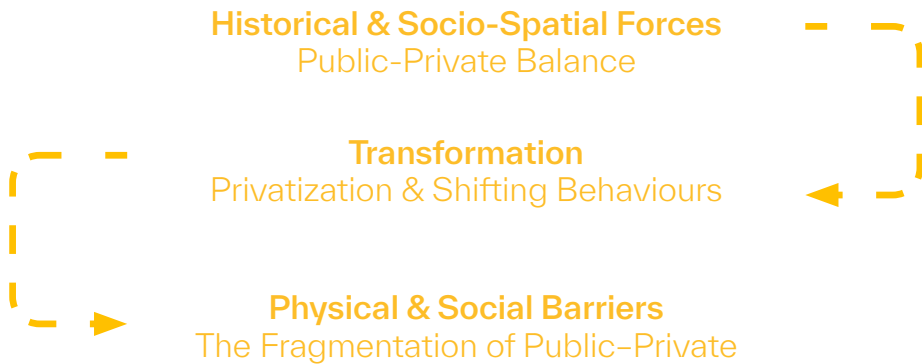 Historical & Socio-Spatial Forces
Public-Private Balance
Transformation
Privatization & Shifting Behaviours
Physical & Social Barriers
The Fragmentation of Public–Private